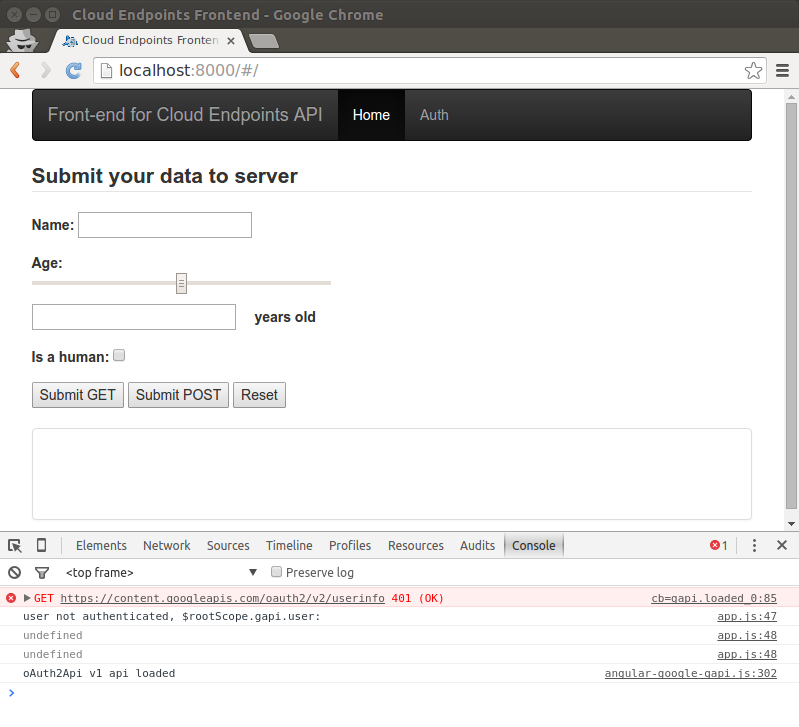 Cloud Endpoints Frontend - Google Chrome
Cloud Endpoints Fronten
localhost:8000/#/
Front-end for Cloud Endpoints API Home Auth
Submit your data to server
Name:
Age:
years old
Is a human:
Submit GET Submit POST Reset
Elements Network Sources Timeline Profiles Resources Audits Console 1
<top frame> Preserve log
GET https://content.googleapis.com/oauth2/v2/userinfo 401 (OK) cb=gapi.loaded_0:85
user not authenticated, $rootScope.gapi.user: app.js:47
undefined app.js:48
undefined app.js:48
oAuth2Api v1 api loaded angular-google-gapi.js:302